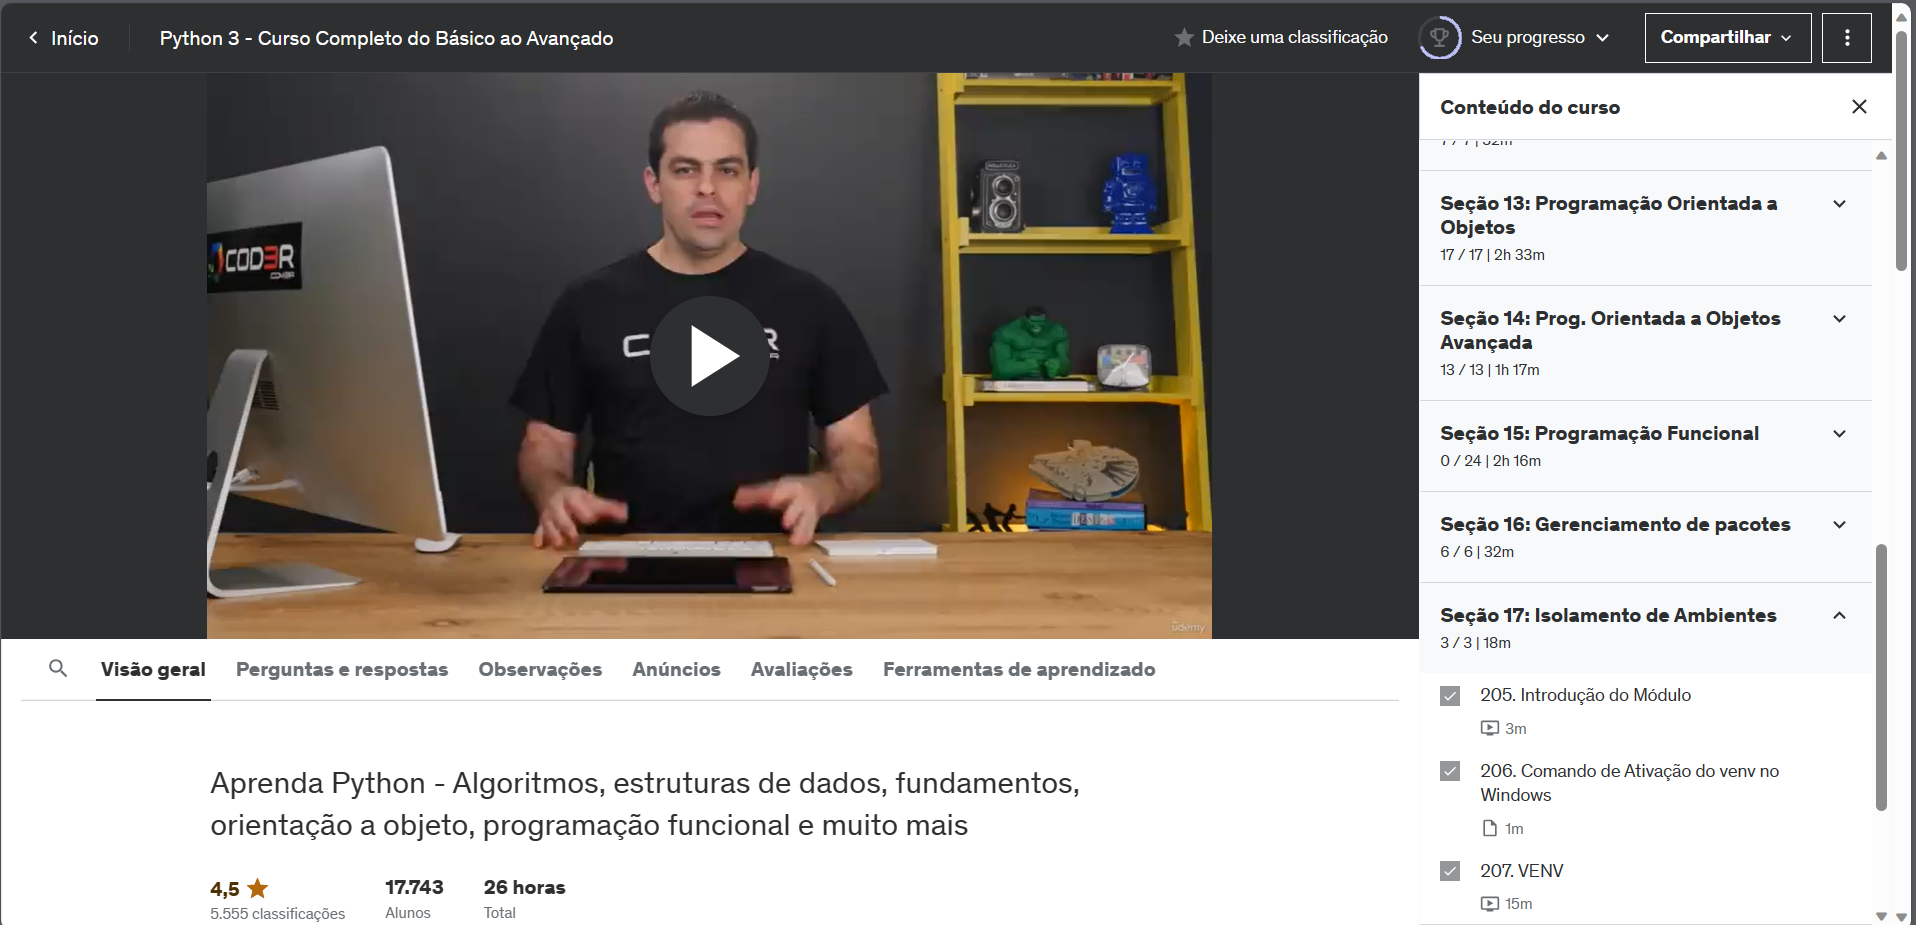 Início
Python 3 - Curso Completo do Básico ao Avançado
Deixe uma classificação
Seu progresso
Compartilhar
COD3R
.COM.BR
udemy
Conteúdo do curso
7 / 7 | 32m
Seção 13: Programação Orientada a
Objetos
17 / 17 | 2h 33m
Seção 14: Prog. Orientada a Objetos
Avançada
13 / 13 | 1h 17m
Seção 15: Programação Funcional
0 / 24 | 2h 16m
Seção 16: Gerenciamento de pacotes
6 / 6 | 32m
Seção 17: Isolamento de Ambientes
3 / 3 | 18m
205. Introdução do Módulo
3m
206. Comando de Ativação do venv no
Windows
1m
207. VENV
15m
Visão geral
Perguntas e respostas
Observações
Anúncios
Avaliações
Ferramentas de aprendizado
Aprenda Python - Algoritmos, estruturas de dados, fundamentos,
orientação a objeto, programação funcional e muito mais
4,5
5.555 classificações
17.743
Alunos
26 horas
Total